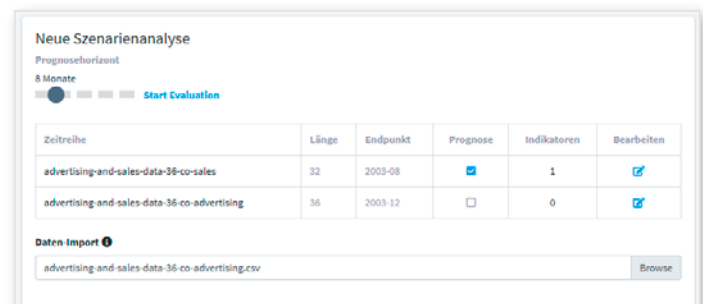 Neue Szenarienanalyse
Prognosehorizont
8 Monate
Start Evaluation
Zeitreihe Länge Endpunkt Prognose Indikatoren Bearbeiten
advertising-and-sales-data-36-co-sales 32 2003-08 1
advertising-and-sales-data-36-co-advertising 36 2003-12 0
Daten-Import
advertising-and-sales-data-36-co-advertising.csv Browse